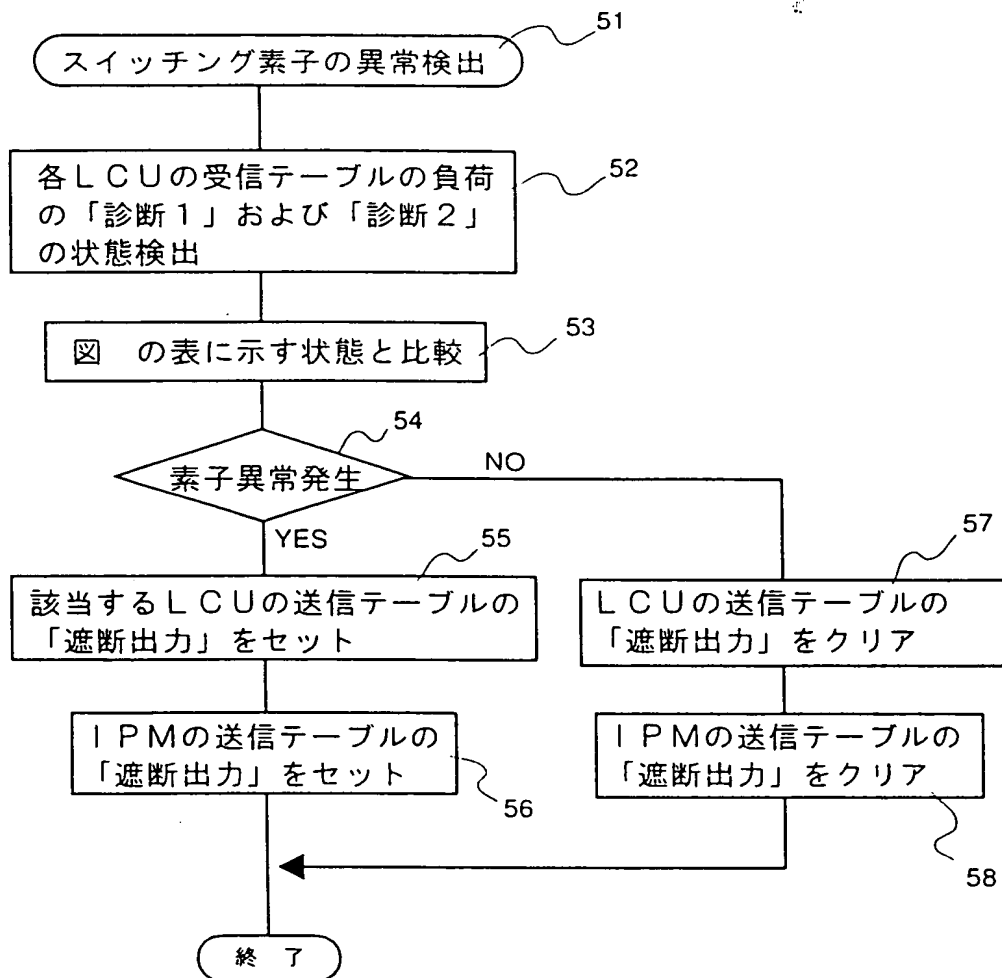 51
スイッチング素子の異常検出
52
各LCUの受信テーブルの負荷
の「診断1」および「診断2」
の状態検出
53
図　の表に示す状態と比較
54
素子異常発生
NO
YES
55
該当するLCUの送信テーブルの
「遮断出力」をセット
57
LCUの送信テーブルの
「遮断出力」をクリア
IPMの送信テーブルの
「遮断出力」をセット
56
IPMの送信テーブルの
「遮断出力」をクリア
58
終　了